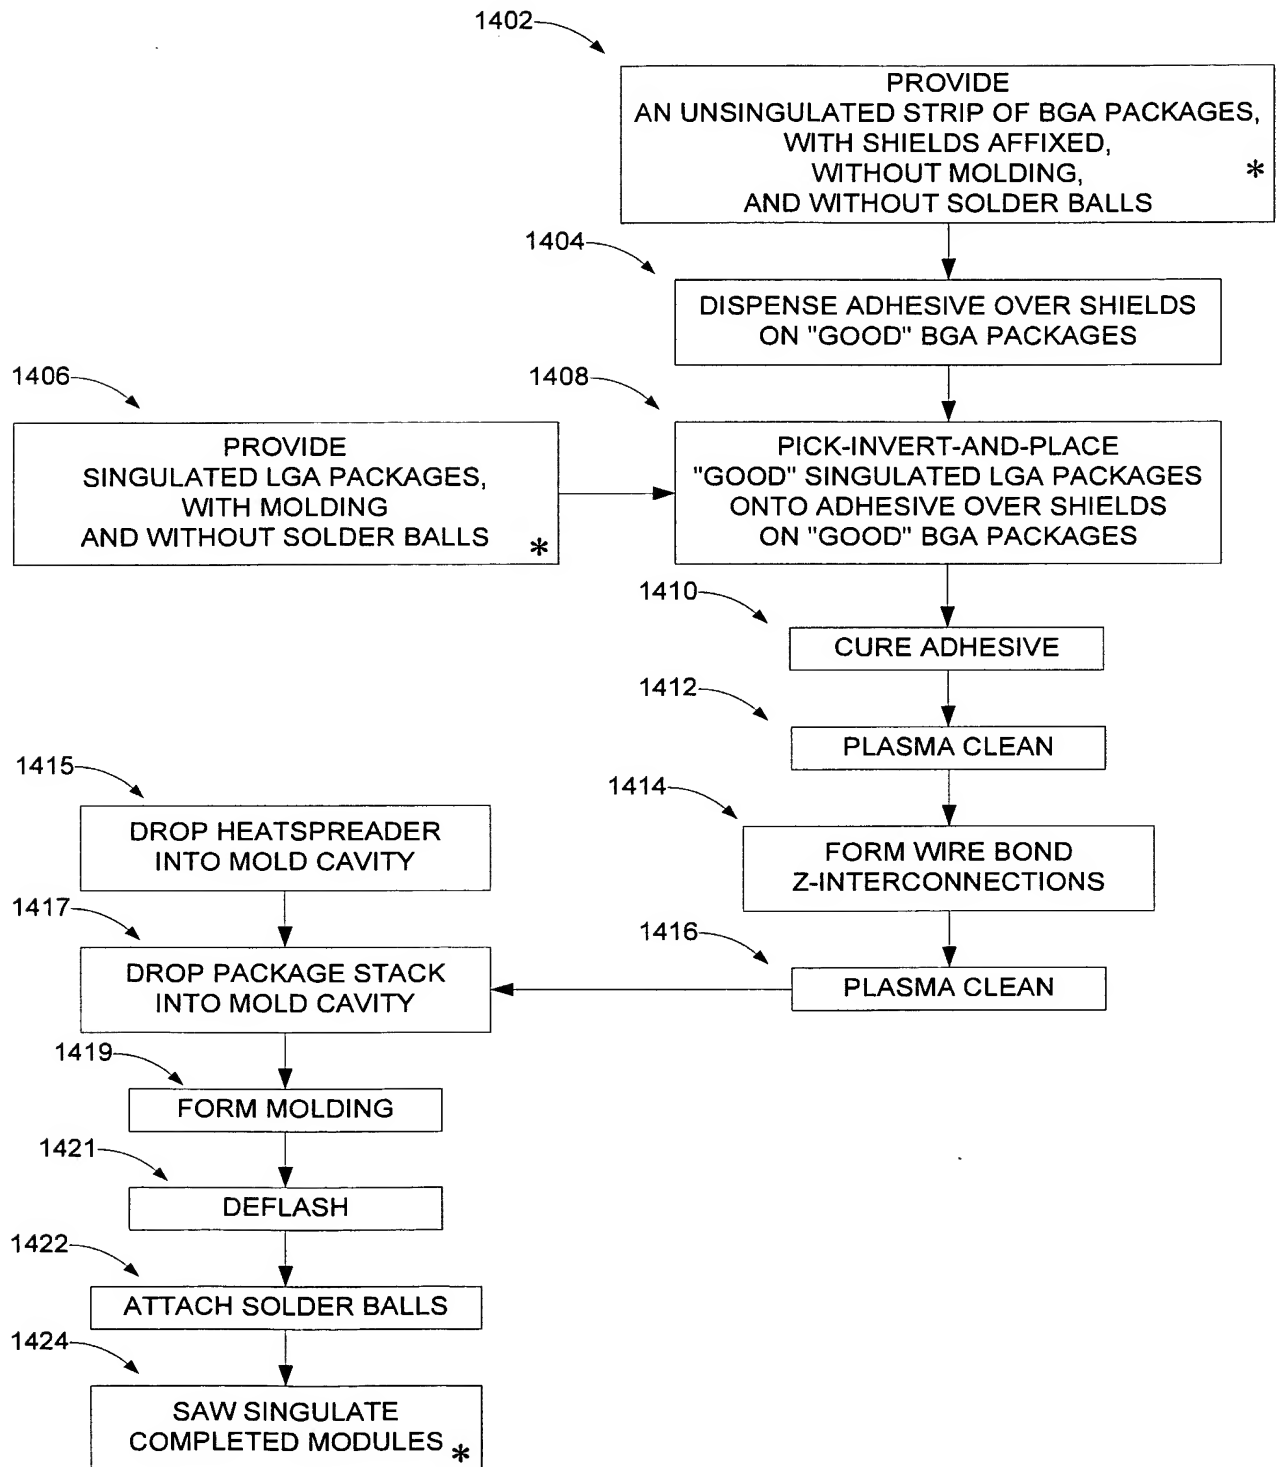 1402
PROVIDE
AN UNSINGULATED STRIP OF BGA PACKAGES,
WITH SHIELDS AFFIXED,
WITHOUT MOLDING,
AND WITHOUT SOLDER BALLS
*
1404
DISPENSE ADHESIVE OVER SHIELDS
ON "GOOD" BGA PACKAGES
1406
PROVIDE
SINGULATED LGA PACKAGES,
WITH MOLDING
AND WITHOUT SOLDER BALLS
*
1408
PICK-INVERT-AND-PLACE
"GOOD" SINGULATED LGA PACKAGES
ONTO ADHESIVE OVER SHIELDS
ON "GOOD" BGA PACKAGES
1410
CURE ADHESIVE
1412
PLASMA CLEAN
1414
FORM WIRE BOND
Z-INTERCONNECTIONS
1416
PLASMA CLEAN
1415
DROP HEATSPREADER
INTO MOLD CAVITY
1417
DROP PACKAGE STACK
INTO MOLD CAVITY
1419
FORM MOLDING
1421
DEFLASH
1422
ATTACH SOLDER BALLS
1424
SAW SINGULATE
COMPLETED MODULES
*